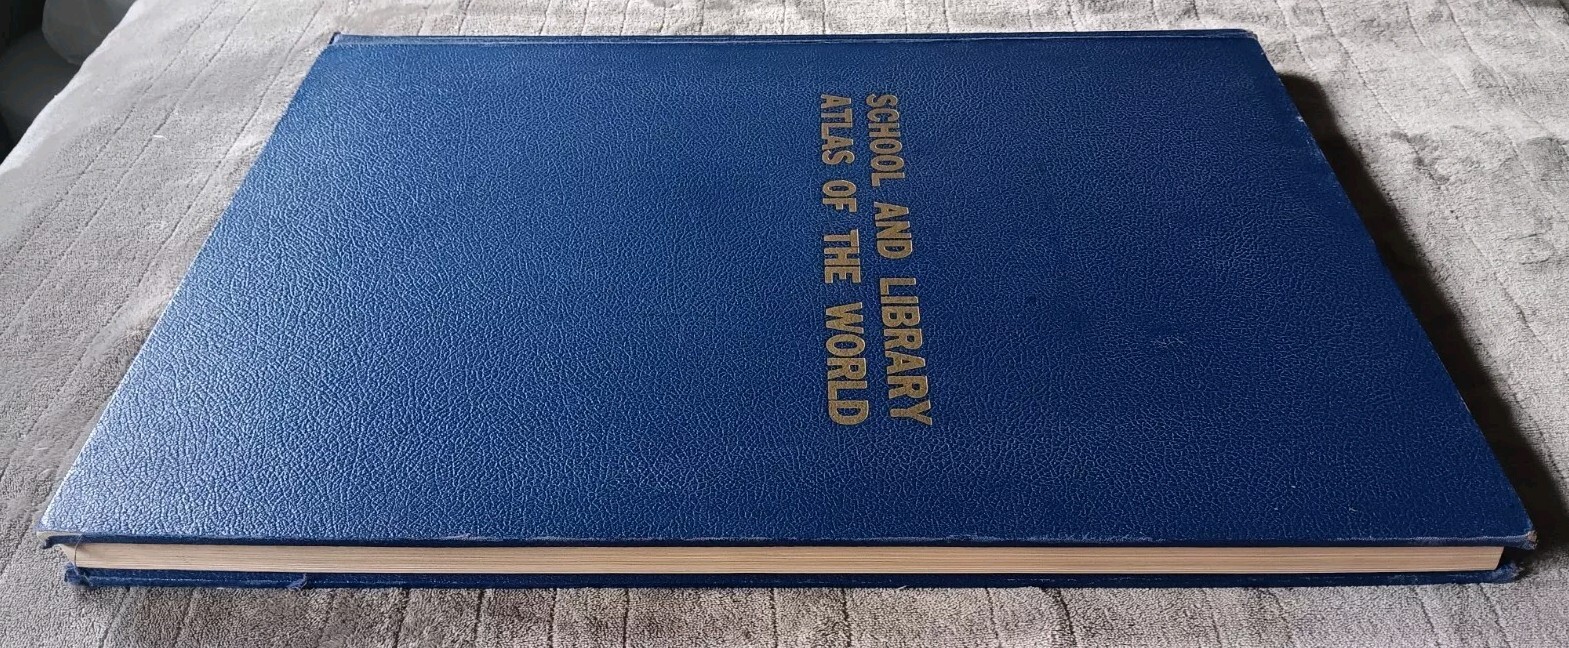 SCHOOL AND LIBRARY
ATLAS OF THE WORLD